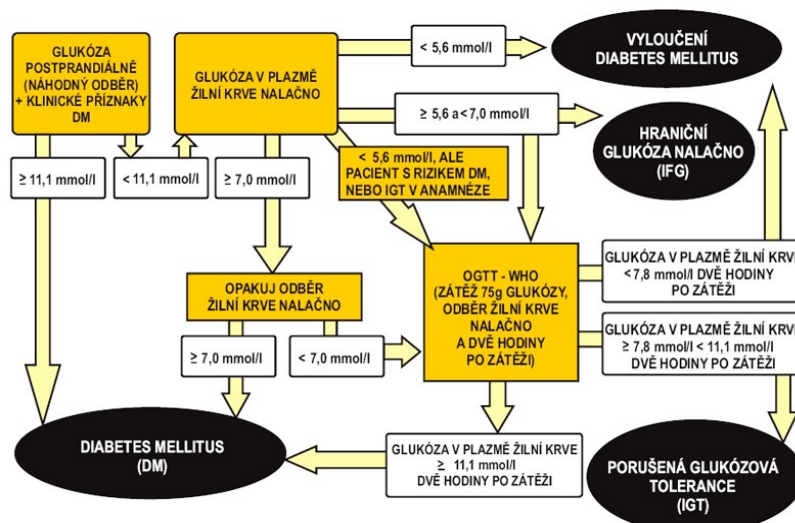 GLUKÓZA
POSTPRANDIÁLNĚ
(NÁHODNÝ ODBĚR)
+ KLINICKÉ PŘÍZNAKY
DM
GLUKÓZA V PLAZMĚ
ŽILNÍ KRVE NALAČNO
< 5,6 mmol/l
VYLOUČENÍ
DIABETES MELLITUS
≥ 5,6 a < 7,0 mmol/l
HRANIČNÍ
GLUKÓZA NALAČNO
(IFG)
≥ 11,1 mmol/l
< 11,1 mmol/l
≥ 7,0 mmol/l
< 5,6 mmol/l, ALE
PACIENT S RIZIKEM DM,
NEBO IGT V ANAMNÉZE
OPAKUJ ODBĚR
ŽILNÍ KRVE NALAČNO
OGTT - WHO
(ZÁTĚŽ 75g GLUKÓZY,
ODBĚR ŽILNÍ KRVE
NALAČNO
A DVĚ HODINY
PO ZÁTĚŽI)
GLUKÓZA V PLAZMĚ ŽILNÍ KRVE
< 7,8 mmol/l DVĚ HODINY
PO ZÁTĚŽI
GLUKÓZA V PLAZMĚ ŽILNÍ KRVE
≥ 7,8 mmol/l < 11,1 mmol/l
DVĚ HODINY PO ZÁTĚŽI
≥ 7,0 mmol/l
< 7,0 mmol/l
DIABETES MELLITUS
(DM)
GLUKÓZA V PLAZMĚ ŽILNÍ KRVE
≥ 11,1 mmol/l
DVĚ HODINY PO ZÁTĚŽI
PORUŠENÁ GLUKÓZOVÁ
TOLERANCE
(IGT)